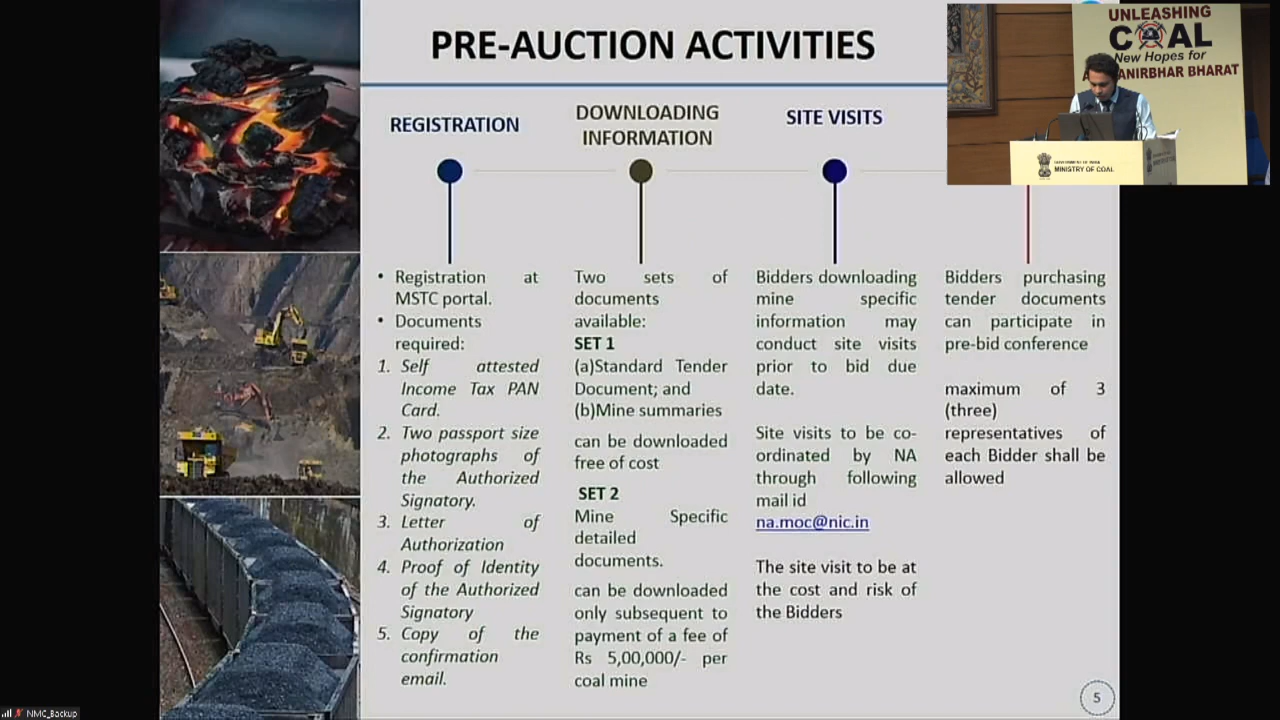 PRE-AUCTION ACTIVITIES
REGISTRATION
• Registration at
MSTC portal.
• Documents
required:
1. Self attested
Income Tax PAN
Card.
2. Two passport size
photographs of
the Authorized
Signatory.
3. Letter of
Authorization
4. Proof of Identity
of the Authorized
Signatory
5. Copy of the
confirmation
email.
DOWNLOADING
INFORMATION
Two sets of
documents
available:
SET 1
(a)Standard Tender
Document; and
(b)Mine summaries
can be downloaded
free of cost
SET 2
Mine Specific
detailed
documents.
can be downloaded
only subsequent to
payment of a fee of
Rs 5,00,000/- per
coal mine
SITE VISITS
Bidders downloading
mine specific
information may
conduct site visits
prior to bid due
date.
Site visits to be co-
ordinated by NA
through following
mail id
na.moc@nic.in
The site visit to be at
the cost and risk of
the Bidders
Bidders purchasing
tender documents
can participate in
pre-bid conference
maximum of 3
(three)
representatives of
each Bidder shall be
allowed
5
UNLEASHING
COAL
New Hopes for
BHARAT
GOVERNMENT OF INDIA
MINISTRY OF COAL
NMC_Backup